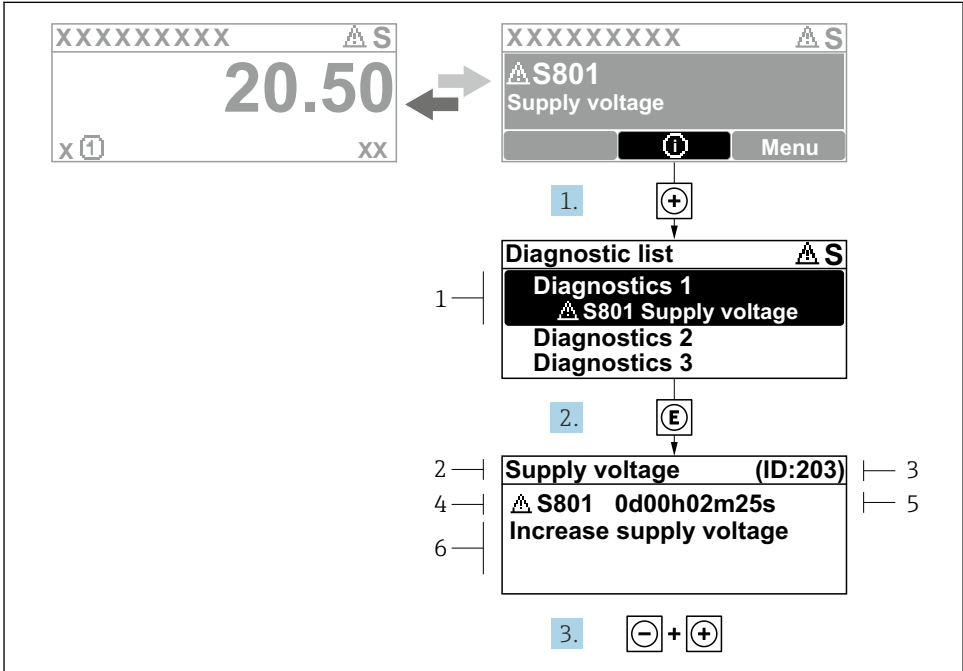 XXXXXXXXX ⚠ S
20.50
X 1 XX
XXXXXXXXX ⚠ S
⚠ S801
Supply voltage
i Menu
1. +
Diagnostic list ⚠ S
1
Diagnostics 1
⚠ S801 Supply voltage
Diagnostics 2
Diagnostics 3
2. E
2 Supply voltage (ID:203) 3
4 ⚠ S801 0d00h02m25s 5
6 Increase supply voltage
3. - + +